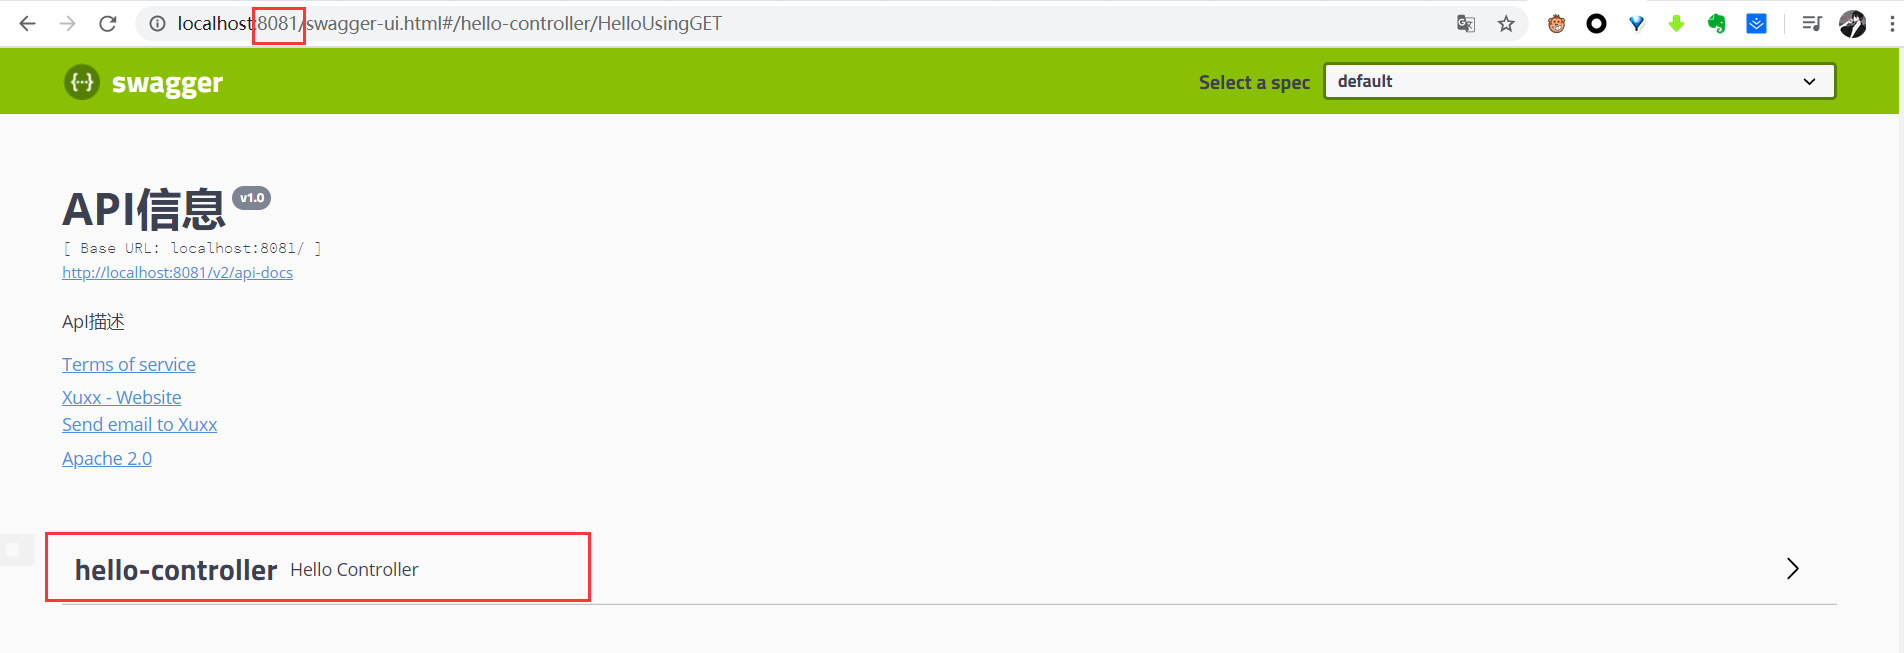 localhost:8081/swagger-ui.html#/hello-controller/HelloUsingGET
{···} swagger
Select a spec
default
API信息 v1.0
[ Base URL: localhost:8081/ ]
http://localhost:8081/v2/api-docs
ApI描述
Terms of service
Xuxx - Website
Send email to Xuxx
Apache 2.0
hello-controller Hello Controller